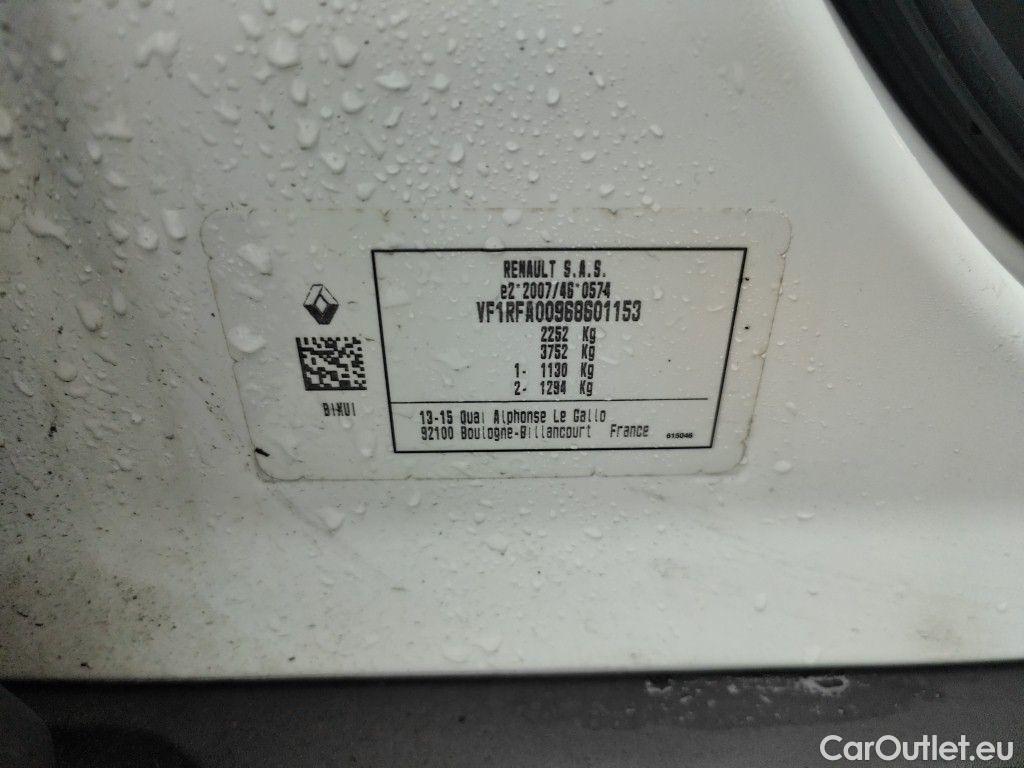 RENAULT S.A.S.
e2*2007/46*0574
VF1RFA00968601153
2252 Kg
3752 Kg
1- 1130 Kg
2- 1294 Kg
13-15 Quai Alphonse Le Gallo
92100 Boulogne-Billancourt France
615046
CarOutlet.eu